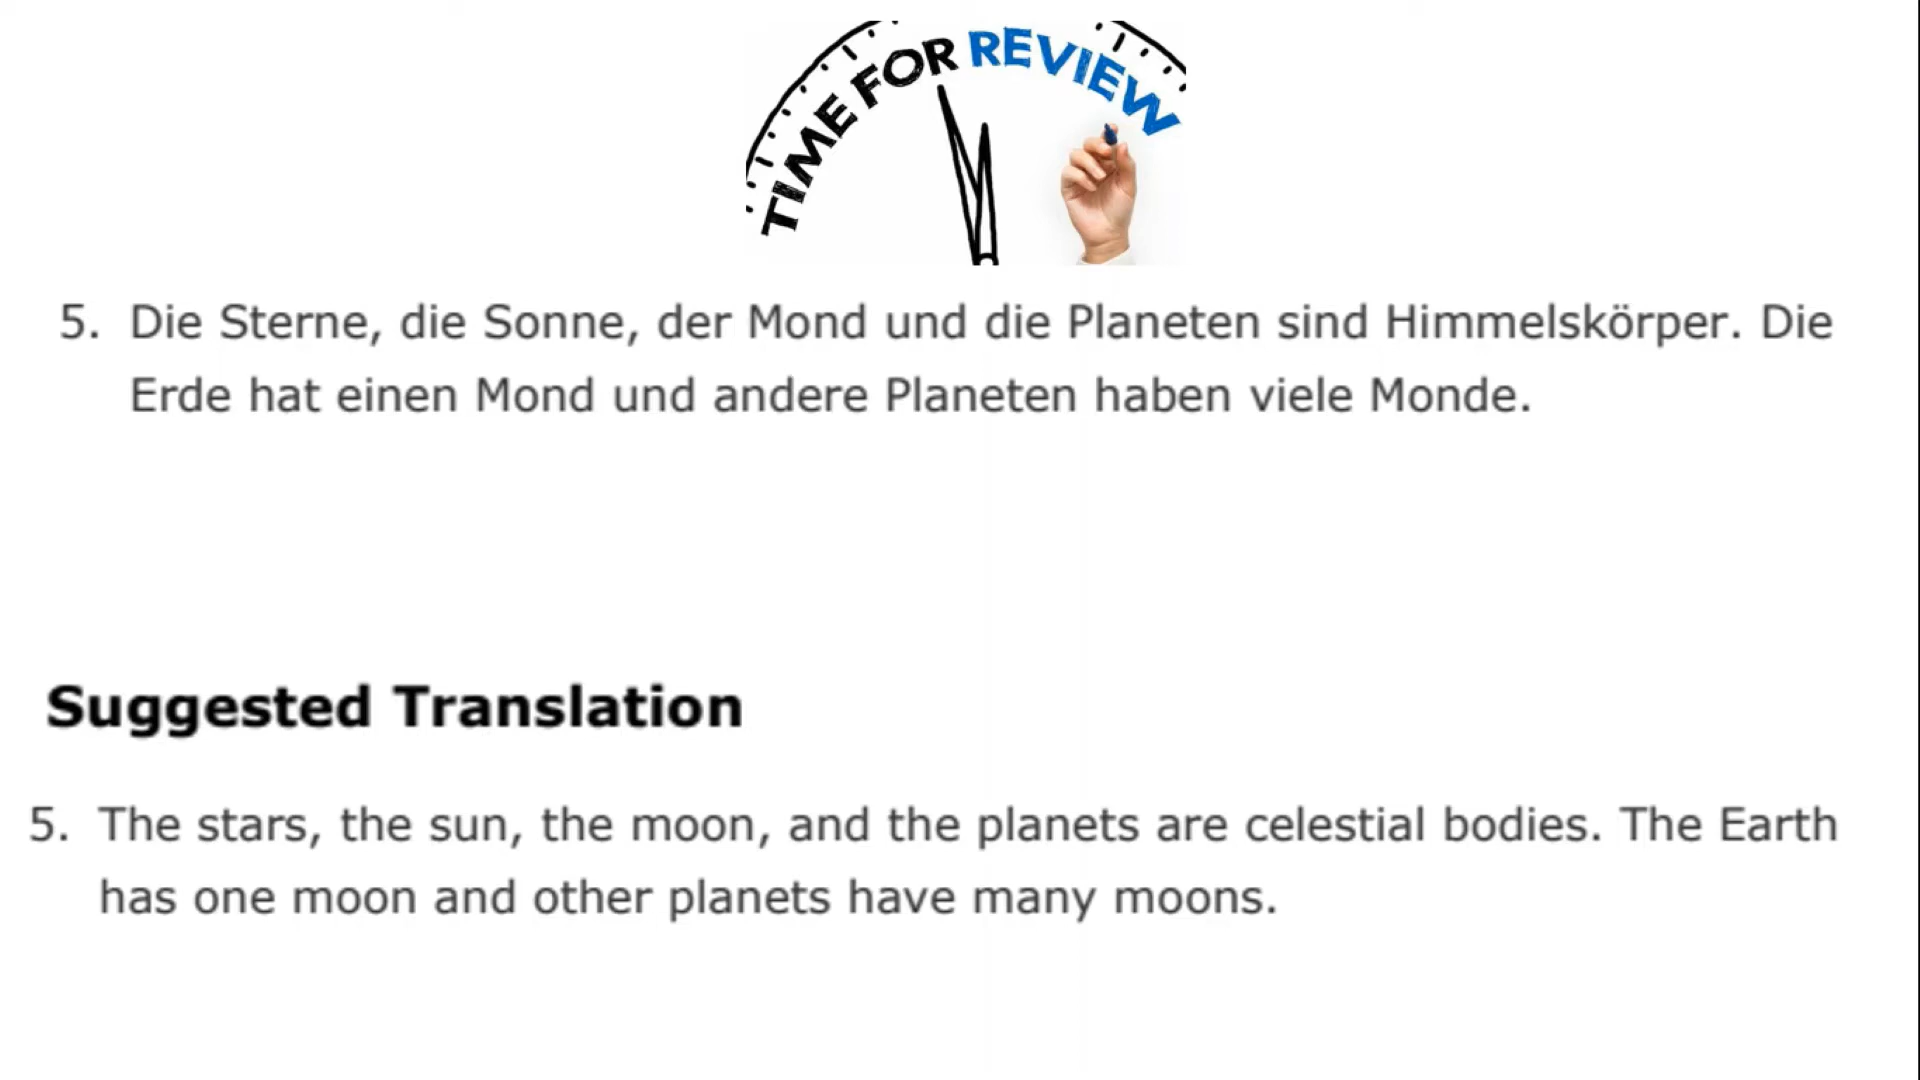 TIME FOR REVIEW
5. Die Sterne, die Sonne, der Mond und die Planeten sind Himmelskörper. Die
Erde hat einen Mond und andere Planeten haben viele Monde.
Suggested Translation
5. The stars, the sun, the moon, and the planets are celestial bodies. The Earth
has one moon and other planets have many moons.